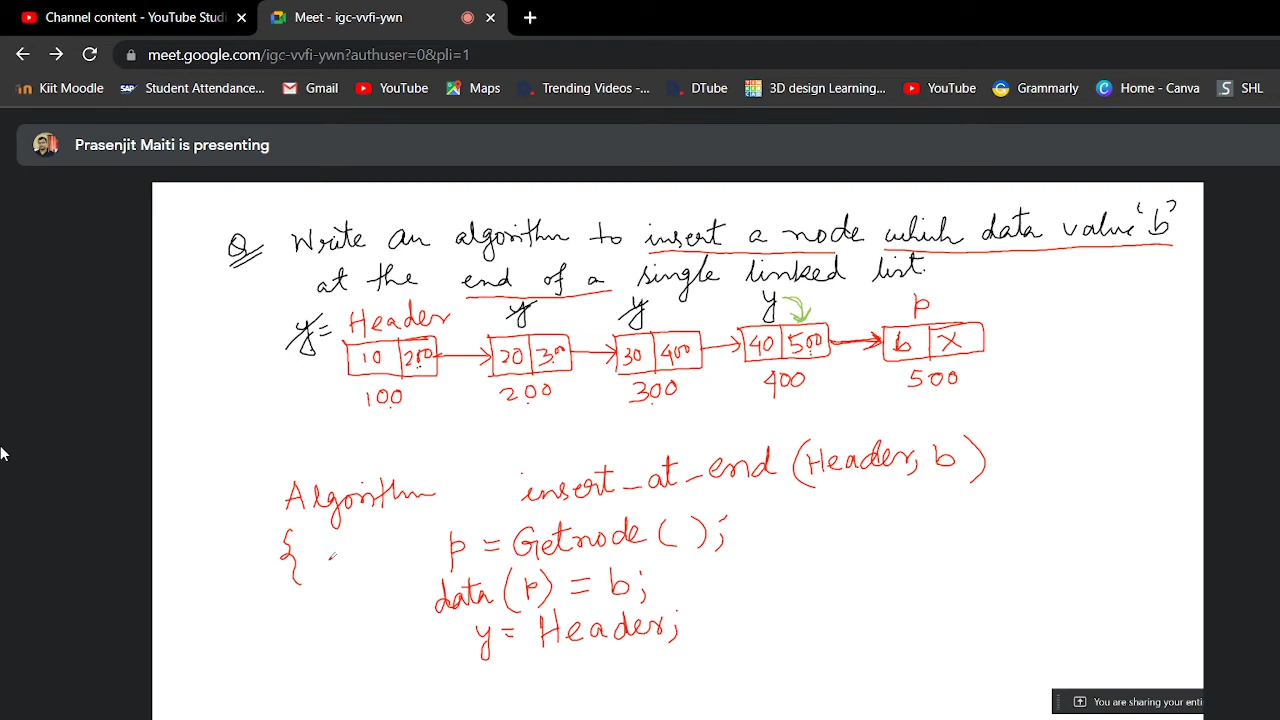 Channel content - YouTube Studi
Meet - igc-vvfi-ywn
meet.google.com/igc-vvfi-ywn?authuser=0&pli=1
Kiit Moodle
Student Attendance...
Gmail
YouTube
Maps
Trending Videos -...
DTube
3D design Learning...
YouTube
Grammarly
Home - Canva
SHL
Prasenjit Maiti is presenting
Q Write an algorithm to insert a node which data value 'b'
at the end of a single linked list.
y = Header y y y p
10 200 20 300 30 400 40 500 b X
100 200 300 400 500
Algorithm insert_at_end (Header, b)
{ p = Getnode ( );
data (p) = b;
y = Header;
You are sharing your enti